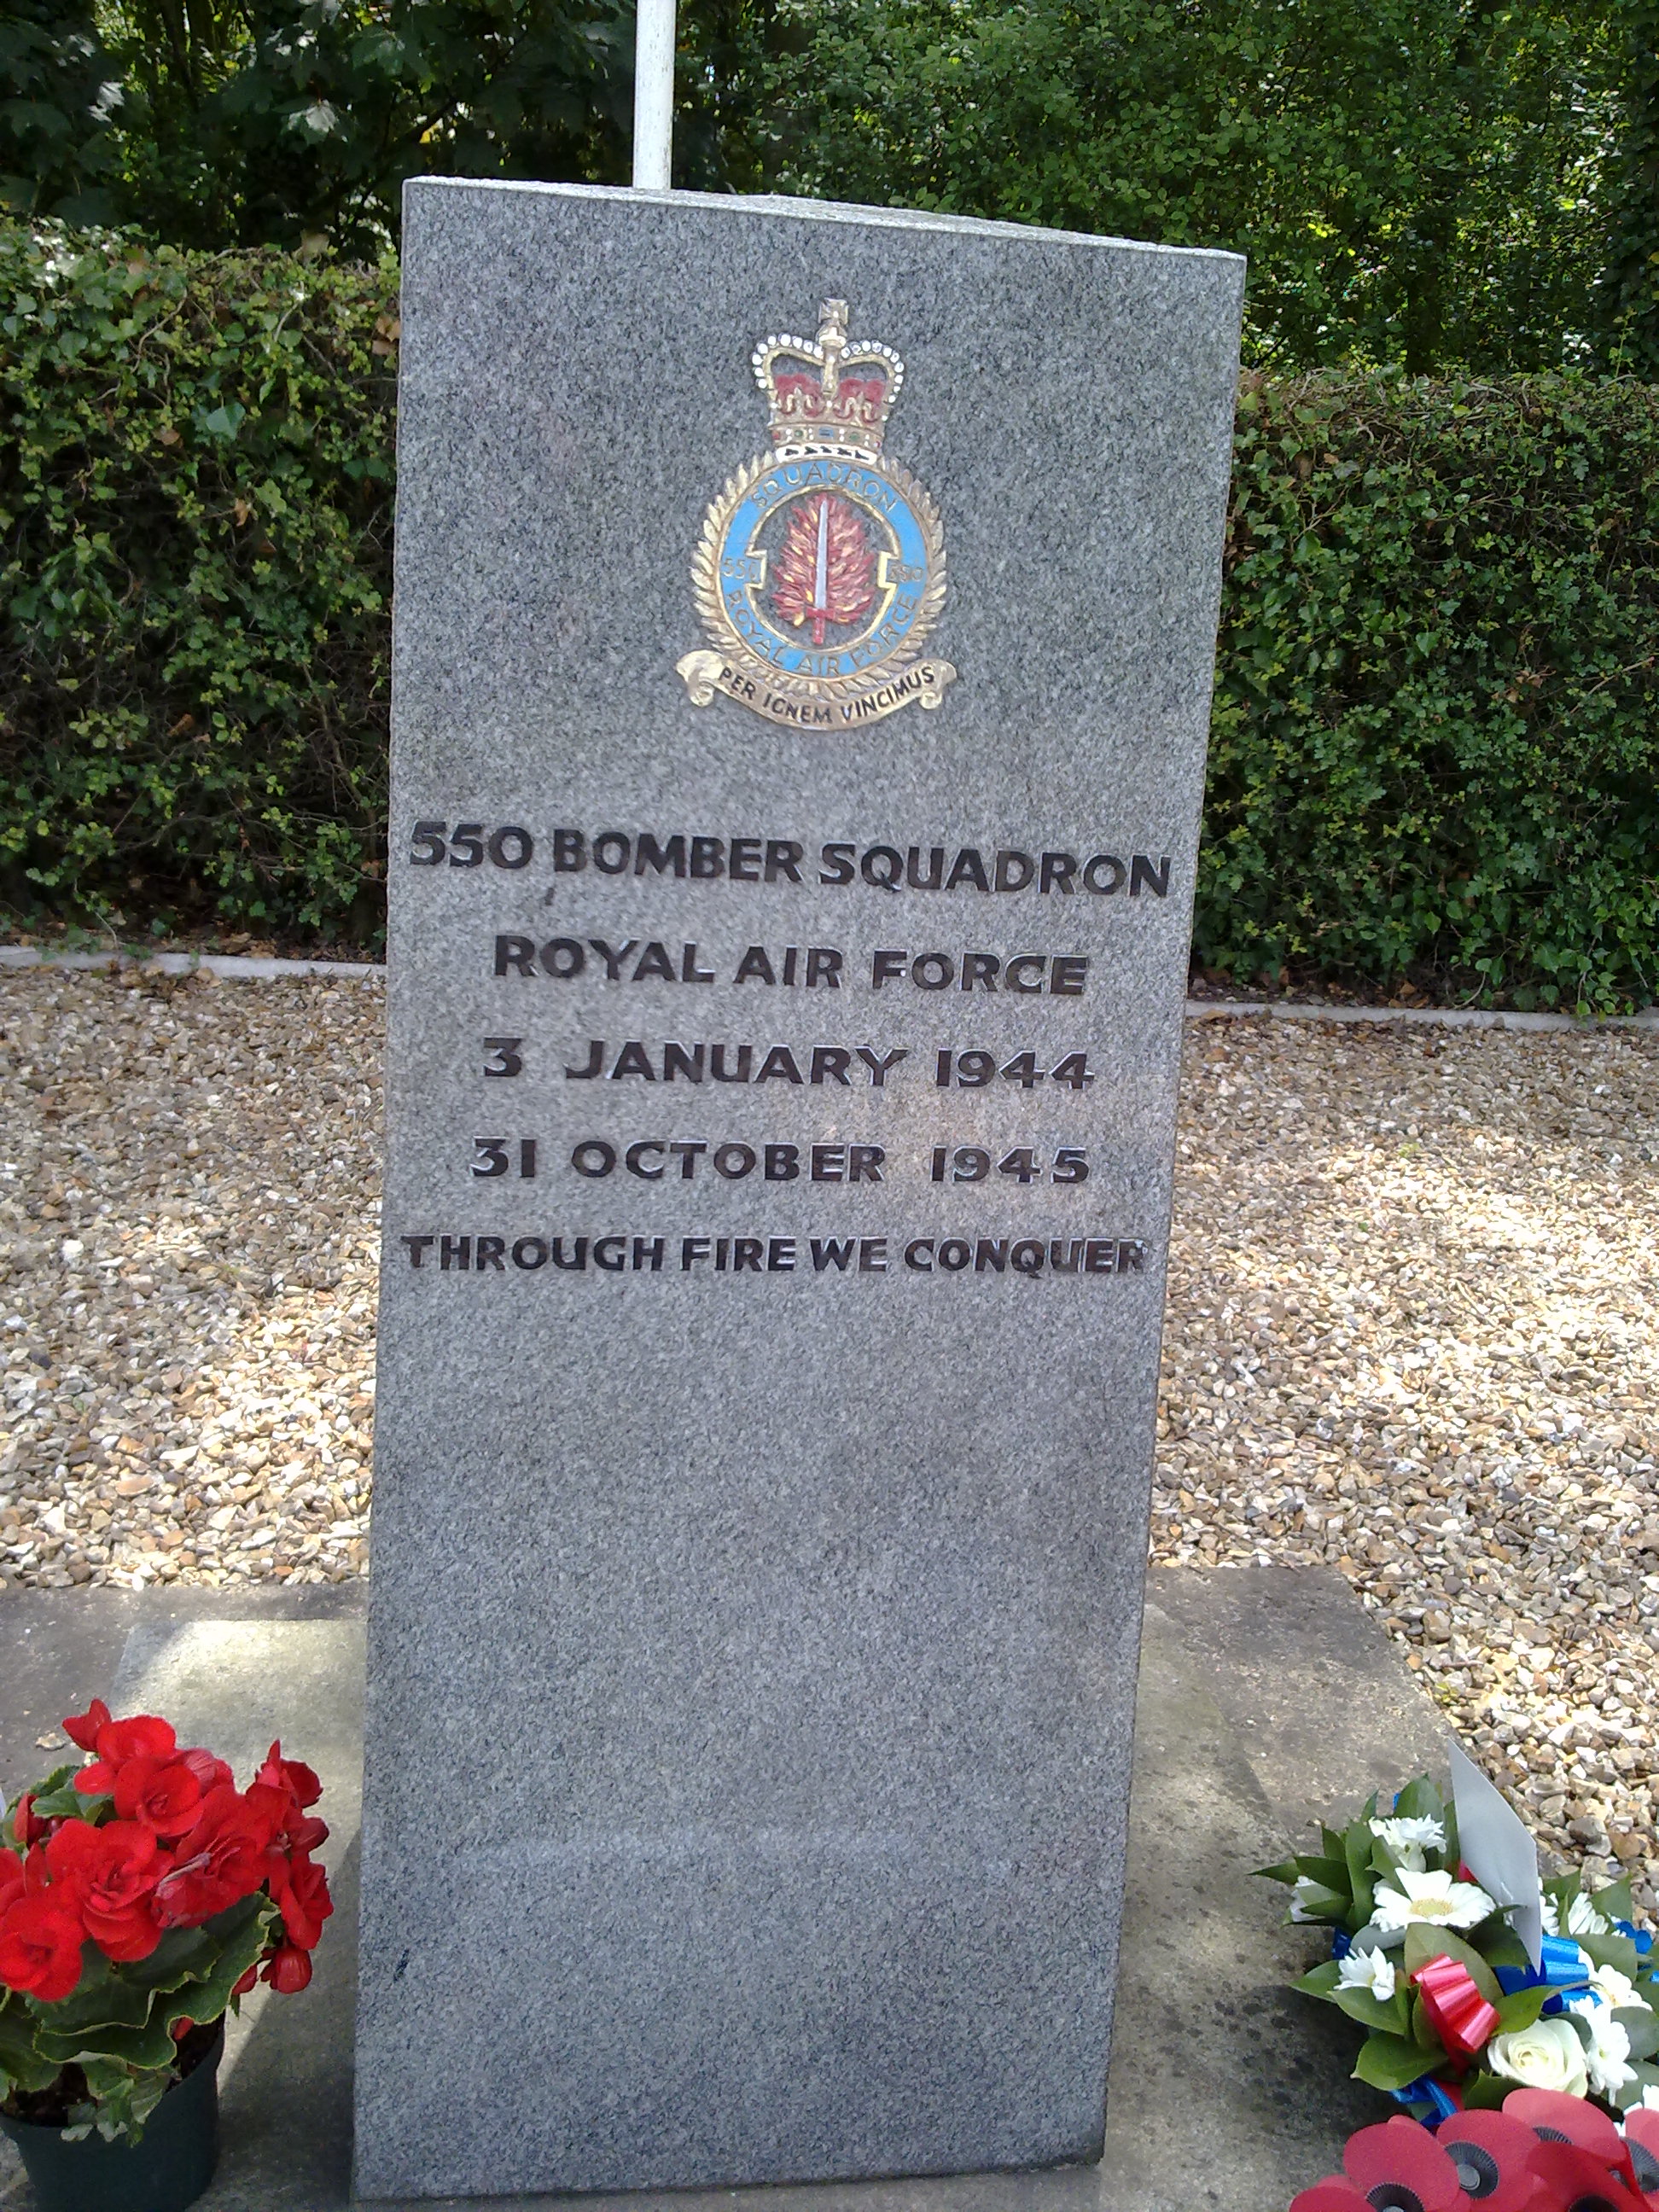 SQUADRON
550 550
ROYAL AIR FORCE
PER IGNEM VINCIMUS
550 BOMBER SQUADRON
ROYAL AIR FORCE
3 JANUARY 1944
31 OCTOBER 1945
THROUGH FIRE WE CONQUER